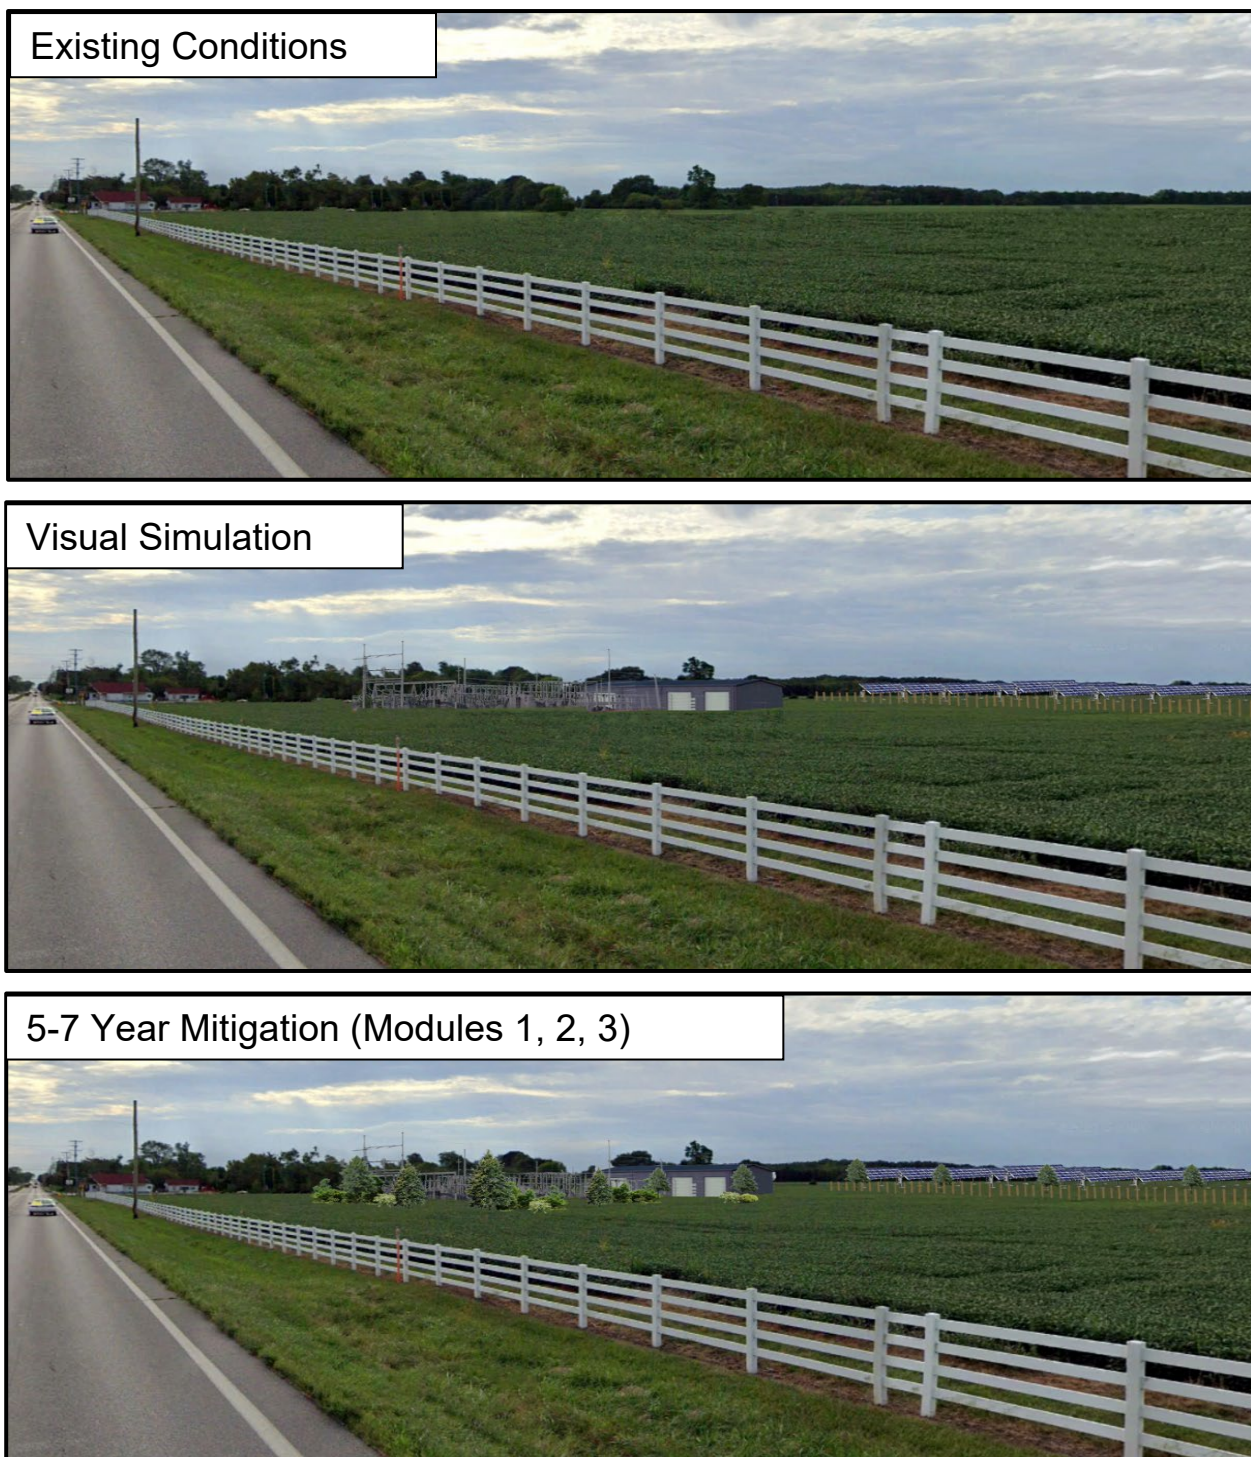 Existing Conditions
Visual Simulation
5-7 Year Mitigation (Modules 1, 2, 3)